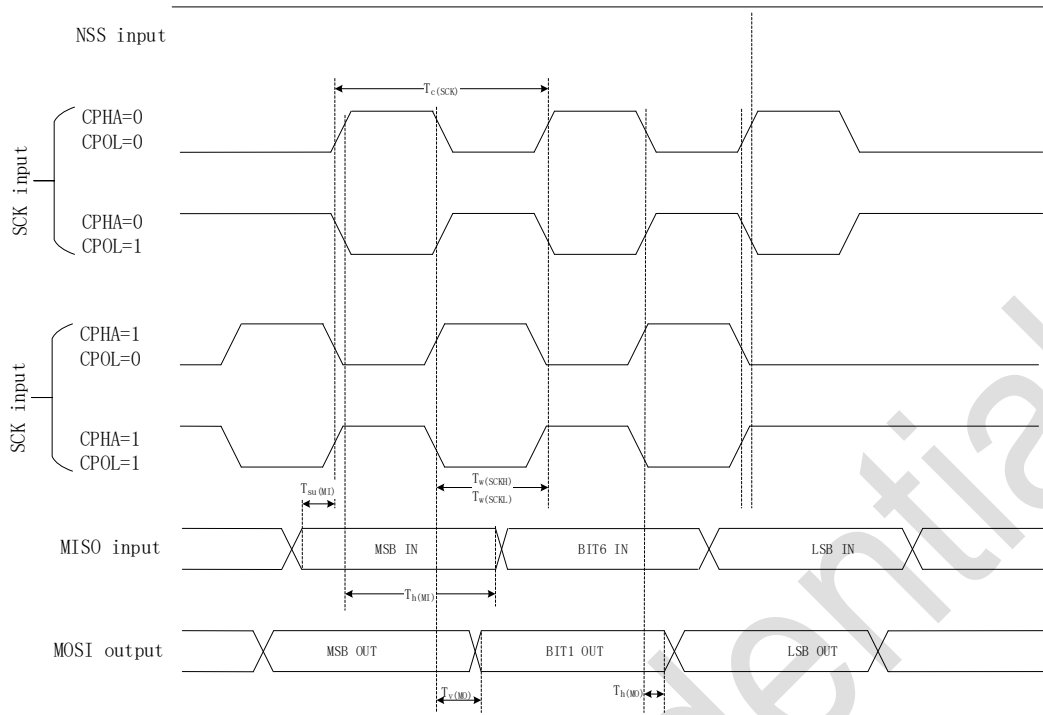 NSS input
Tc(SCK)
CPHA=0
CPOL=0
SCK input
CPHA=0
CPOL=1
CPHA=1
CPOL=0
SCK input
CPHA=1
CPOL=1
Tsu(MI)
Tw(SCKH)
Tw(SCKL)
MISO input
MSB IN
BIT6 IN
LSB IN
Th(MI)
MOSI output
MSB OUT
BIT1 OUT
LSB OUT
Tv(MO)
Th(MO)
dential